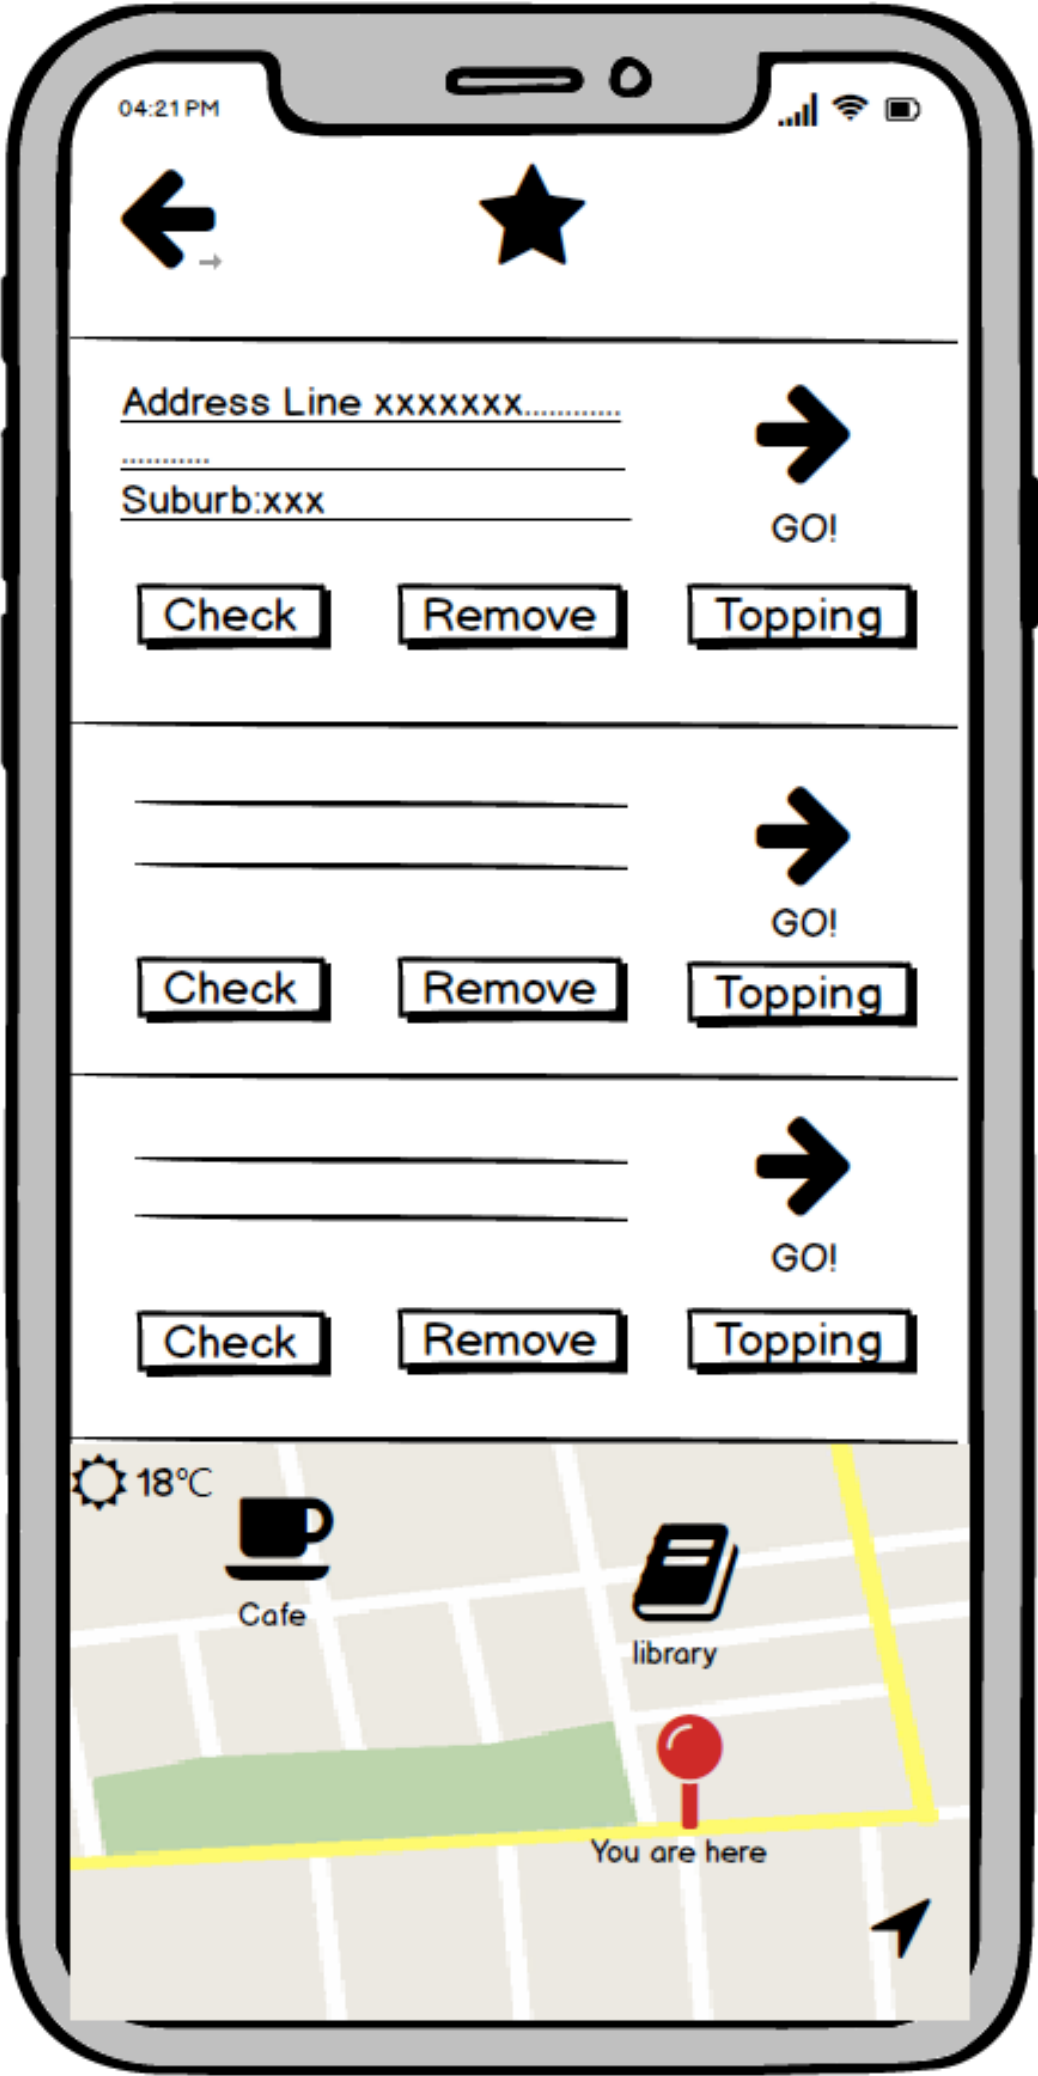 04:21 PM
Address Line xxxxxxx............
...........
Suburb:xxx
GO!
Check Remove Topping
GO!
Check Remove Topping
GO!
Check Remove Topping
18°C
Cafe
library
You are here